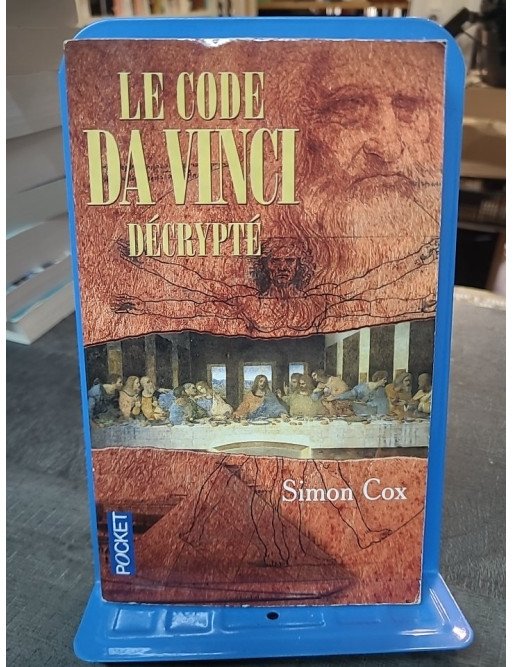 LE CODE
DA VINCI
DÉCRYPTÉ
Simon Cox
POCKET